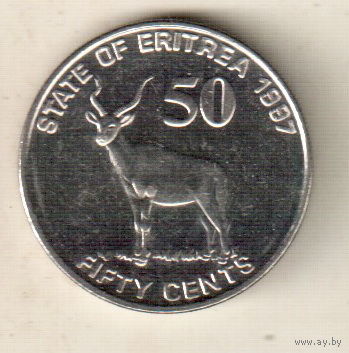 STATE OF ERITREA 1997
50
FIFTY CENTS
www.ay.by